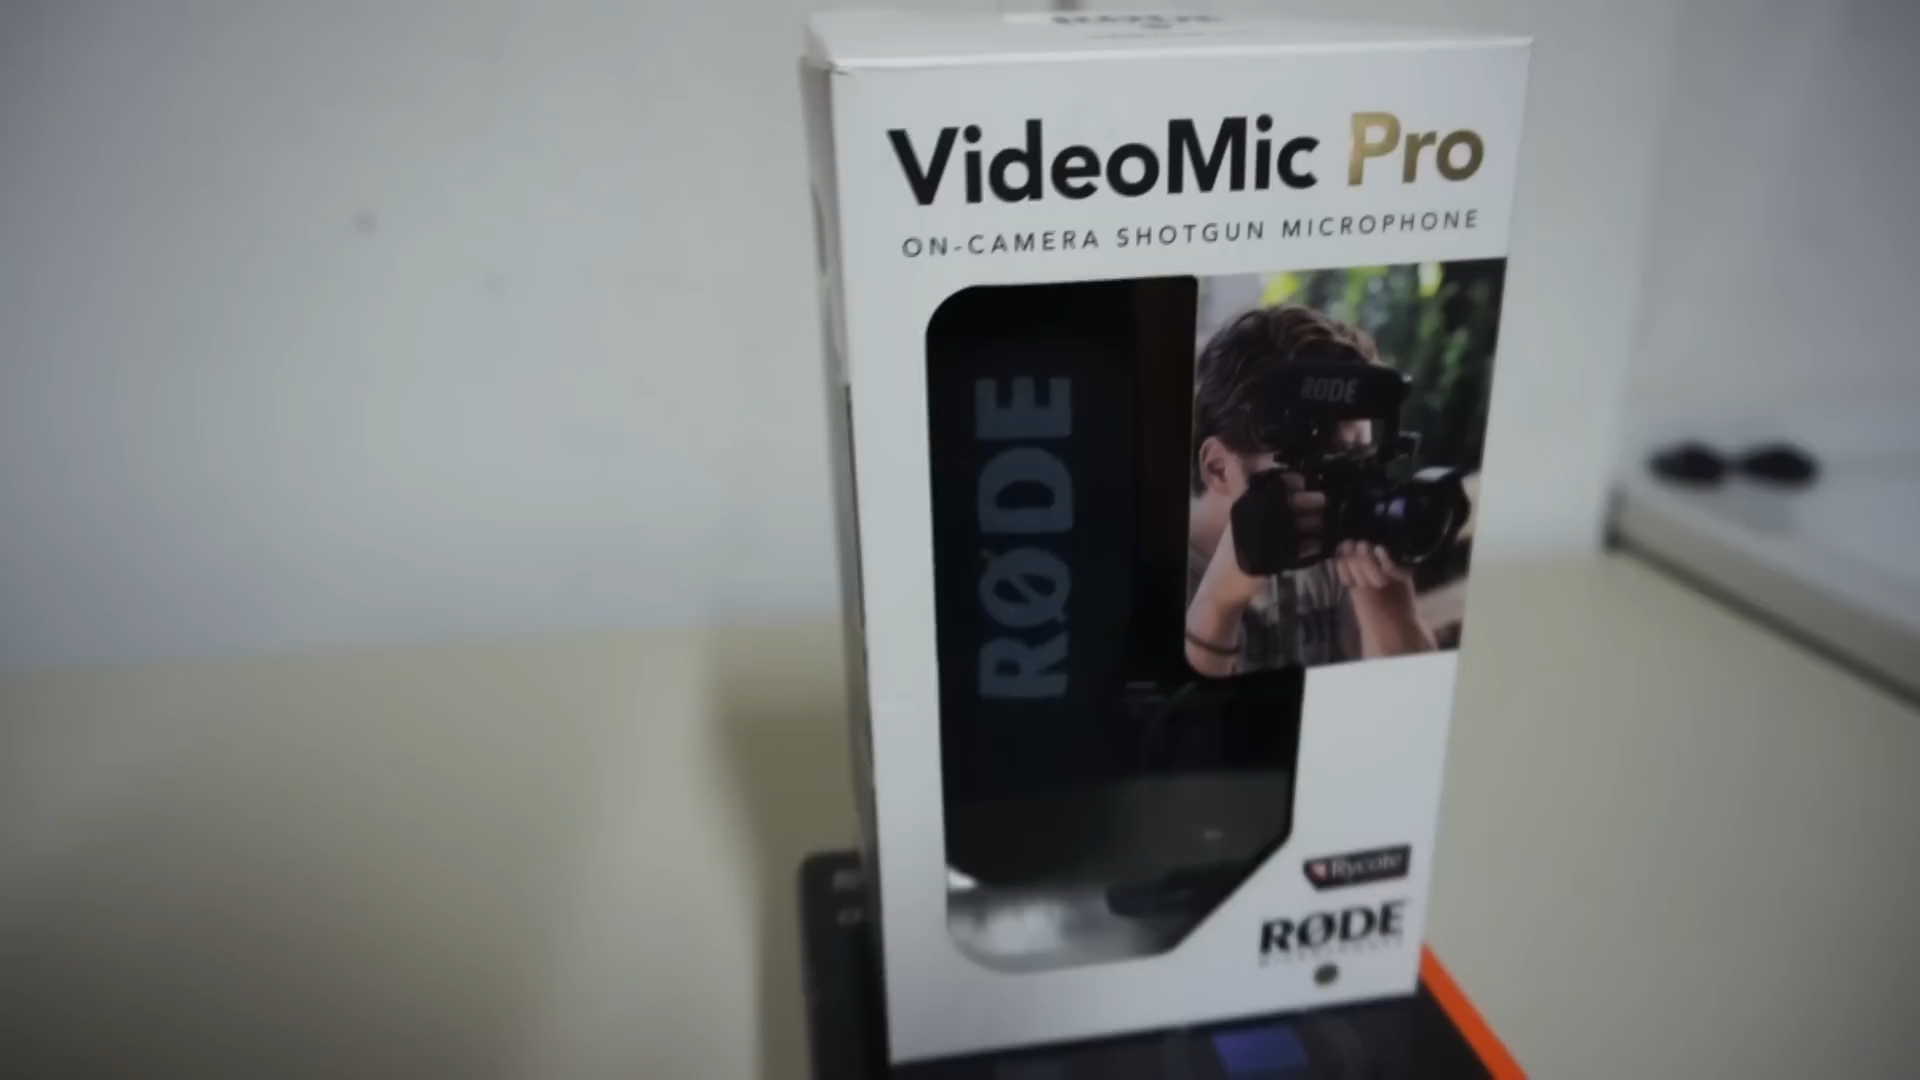 VideoMic Pro
ON-CAMERA SHOTGUN MICROPHONE
RØDE
RØDE
Rycote
RØDE